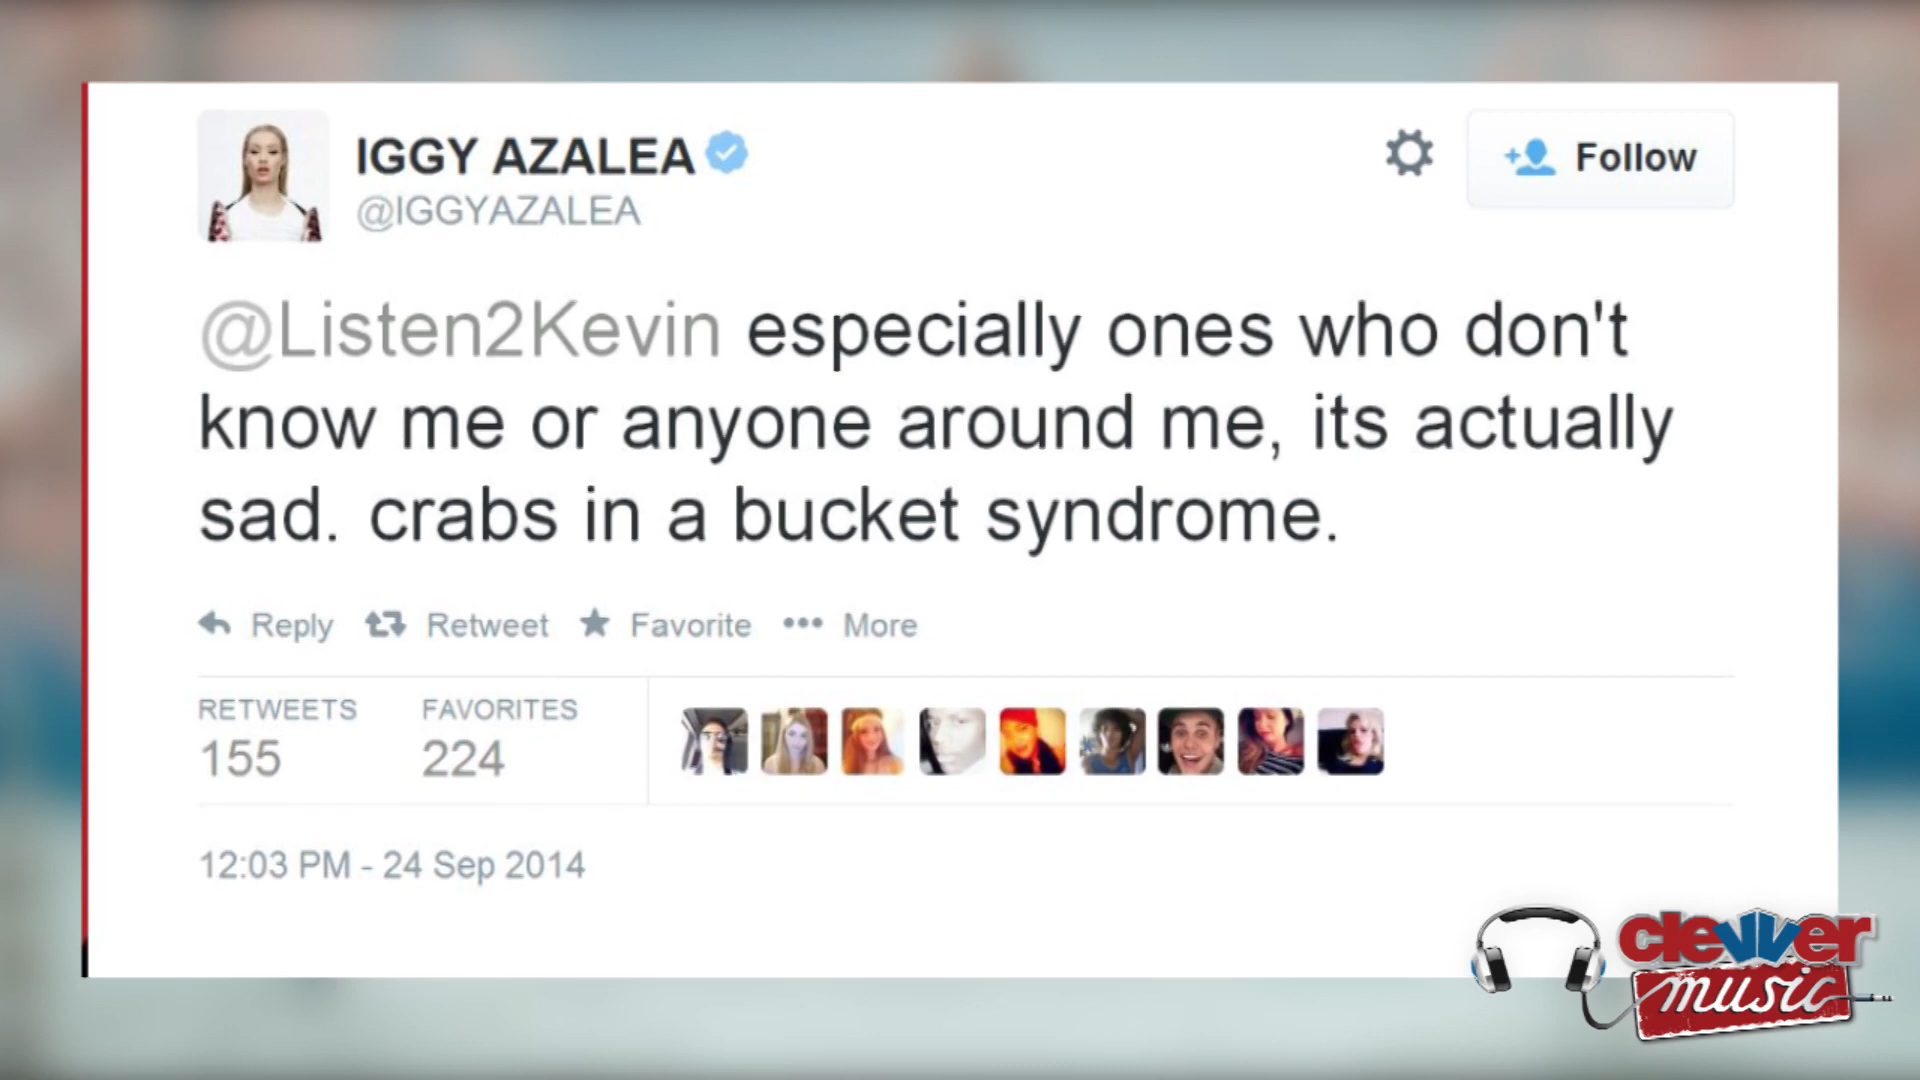 IGGY AZALEA
@IGGYAZALEA
Follow
@Listen2Kevin especially ones who don't
know me or anyone around me, its actually
sad. crabs in a bucket syndrome.
Reply Retweet Favorite More
RETWEETS FAVORITES
155 224
12:03 PM - 24 Sep 2014
clevver
music